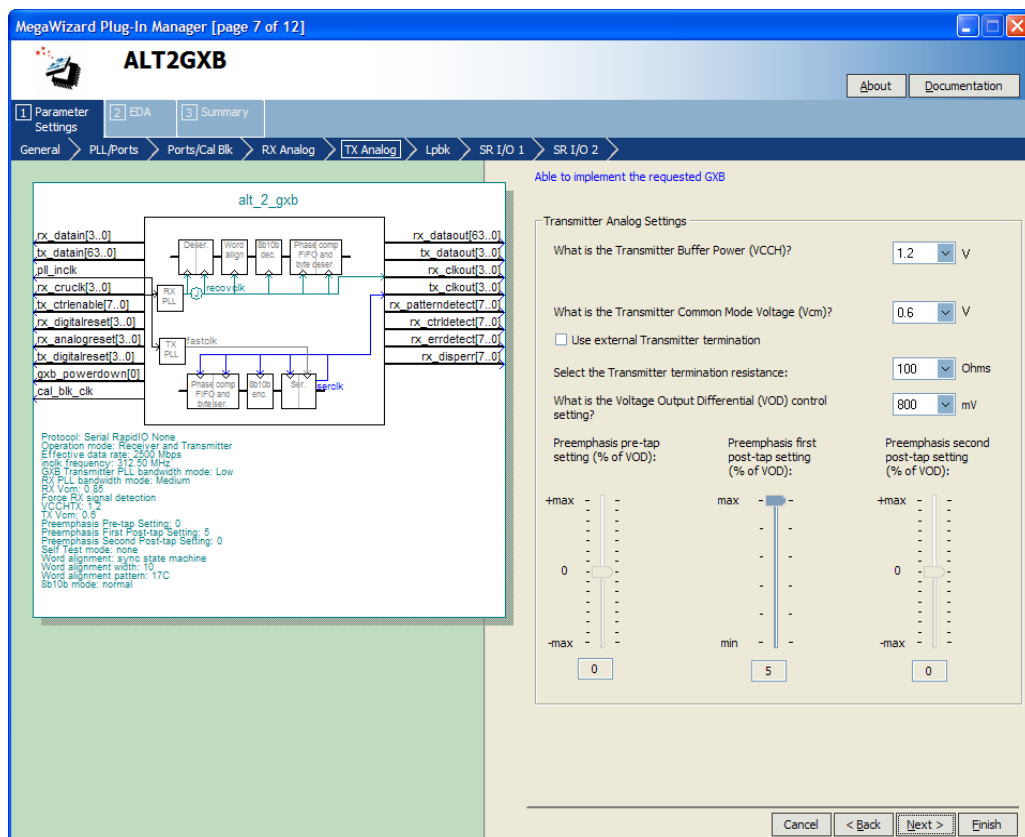 MegaWizard Plug-In Manager [page 7 of 12]
ALT2GXB
About
Documentation
1 Parameter Settings
2 EDA
3 Summary
General
PLL/Ports
Ports/Cal Blk
RX Analog
TX Analog
Lpbk
SR I/O 1
SR I/O 2
alt_2_gxb
rx_datain[3..0]
tx_datain[63..0]
pll_inclk
rx_cruclk[3..0]
tx_ctrlenable[7..0]
rx_digitalreset[3..0]
rx_analogreset[3..0]
tx_digitalreset[3..0]
gxb_powerdown[0]
cal_blk_clk
Deser.
Word
align
8b10b
dec.
Phase comp
FIFO and
byte deser.
RX
PLL
recovclk
TX
PLL
fastclk
Phase comp
FIFO and
byte ser.
8b10b
enc.
Ser.
serclk
rx_dataout[63..0]
tx_dataout[3..0]
rx_clkout[3..0]
tx_clkout[3..0]
rx_patterndetect[7..0]
rx_ctrldetect[7..0]
rx_errdetect[7..0]
rx_disperr[7..0]
Protocol: Serial RapidIO None
Operation mode: Receiver and Transmitter
Effective data rate: 2500 Mbps
inclk frequency: 312.50 MHz
GXB Transmitter PLL bandwidth mode: Low
RX PLL bandwidth mode: Medium
RX Vcm: 0.85
Force RX signal detection
VCCHTX: 1.2
TX Vcm: 0.6
Preemphasis Pre-tap Setting: 0
Preemphasis First Post-tap Setting: 5
Preemphasis Second Post-tap Setting: 0
Self Test mode: none
Word alignment: sync state machine
Word alignment width: 10
Word alignment pattern: 17C
8b10b mode: normal
Able to implement the requested GXB
Transmitter Analog Settings
What is the Transmitter Buffer Power (VCCH)?
1.2
V
What is the Transmitter Common Mode Voltage (Vcm)?
0.6
V
Use external Transmitter termination
Select the Transmitter termination resistance:
100
Ohms
What is the Voltage Output Differential (VOD) control
setting?
800
mV
Preemphasis pre-tap
setting (% of VOD):
+max
0
-max
0
Preemphasis first
post-tap setting
(% of VOD):
max
min
5
Preemphasis second
post-tap setting
(% of VOD):
+max
0
-max
0
Cancel
< Back
Next >
Finish